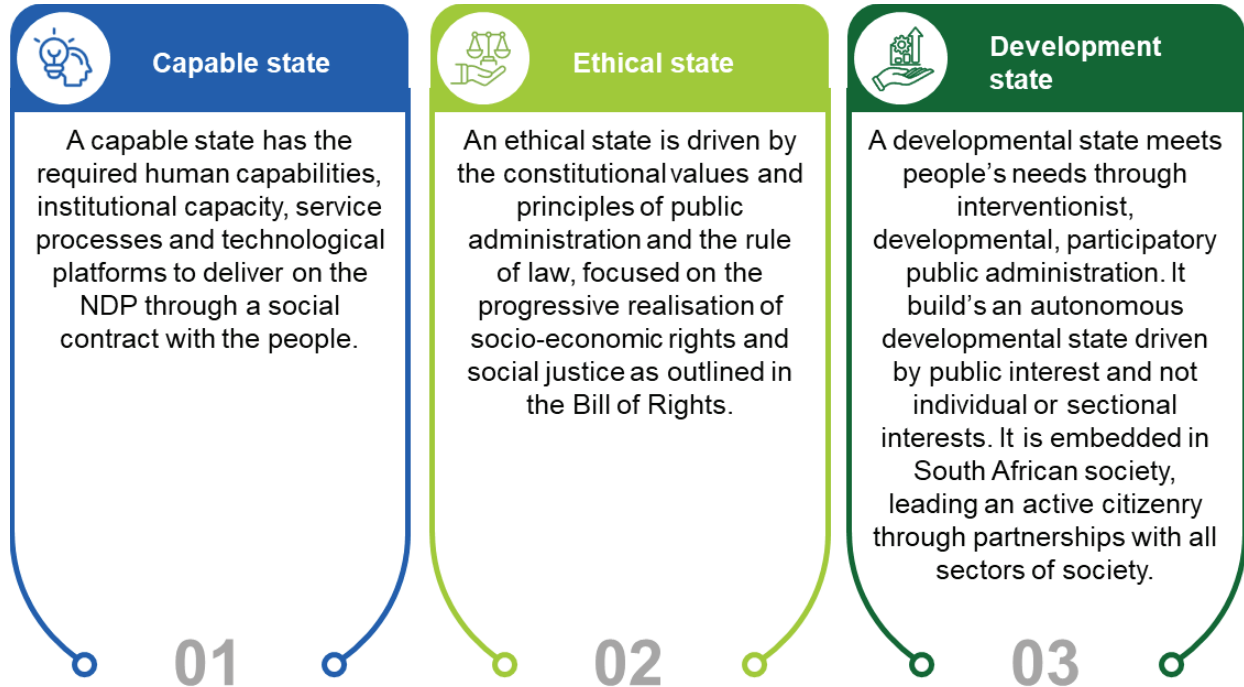 Capable state
A capable state has the
required human capabilities,
institutional capacity, service
processes and technological
platforms to deliver on the
NDP through a social
contract with the people.
01
Ethical state
An ethical state is driven by
the constitutional values and
principles of public
administration and the rule
of law, focused on the
progressive realisation of
socio-economic rights and
social justice as outlined in
the Bill of Rights.
02
Development
state
A developmental state meets
people’s needs through
interventionist,
developmental, participatory
public administration. It
build’s an autonomous
developmental state driven
by public interest and not
individual or sectional
interests. It is embedded in
South African society,
leading an active citizenry
through partnerships with all
sectors of society.
03